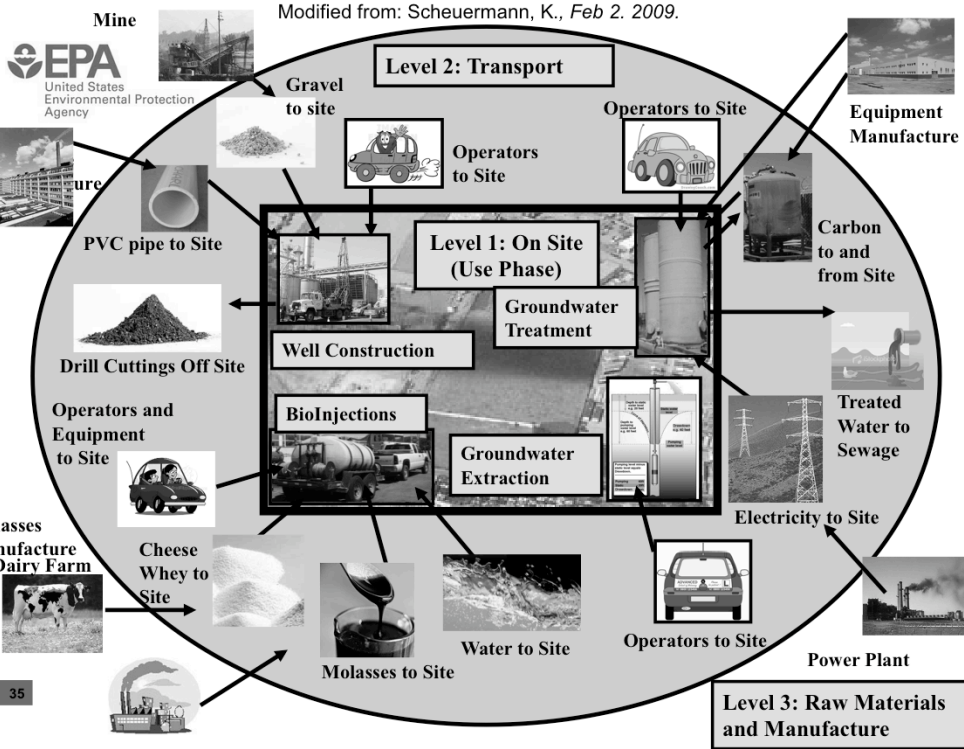 Modified from: Scheuermann, K., Feb 2. 2009.
Mine
EPA
United States
Environmental Protection
Agency
Level 2: Transport
Gravel
to site
Operators to Site
Operators
to Site
Equipment
Manufacture
ure
PVC pipe to Site
Level 1: On Site
(Use Phase)
Carbon
to and
from Site
Groundwater
Treatment
Drill Cuttings Off Site
Well Construction
Operators and
Equipment
to Site
BioInjections
Groundwater
Extraction
Treated
Water to
Sewage
Electricity to Site
asses
nufacture
Dairy Farm
Cheese
Whey to
Site
Molasses to Site
Water to Site
Operators to Site
Power Plant
35
Level 3: Raw Materials
and Manufacture